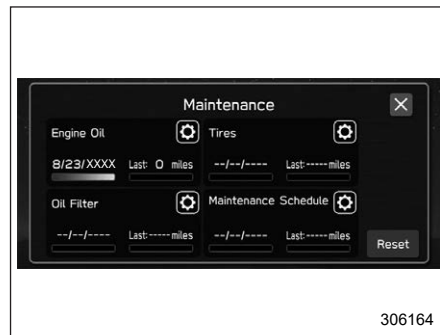 Maintenance
Engine Oil
Tires
8/23/XXXX Last: 0 miles
--/--/---- Last:-----miles
Oil Filter
Maintenance Schedule
--/--/---- Last:-----miles
--/--/---- Last:-----miles
Reset
306164